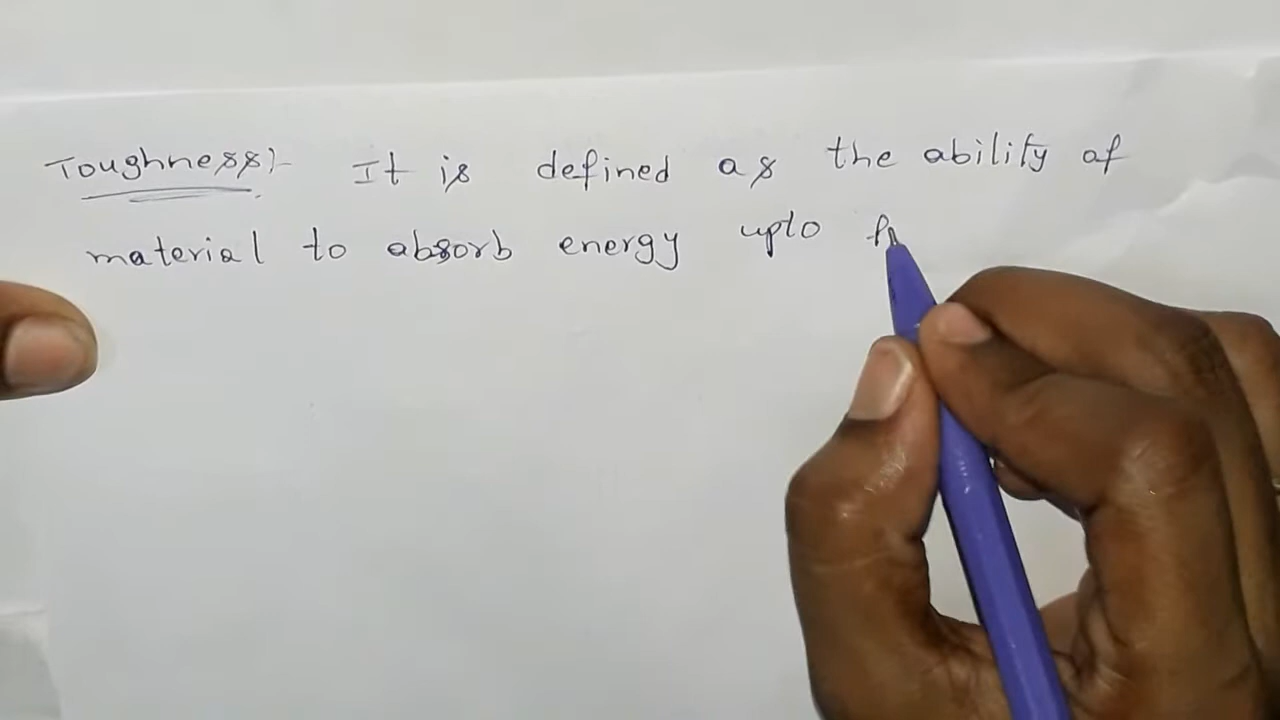 Toughness:- It is defined as the ability of
material to absorb energy upto